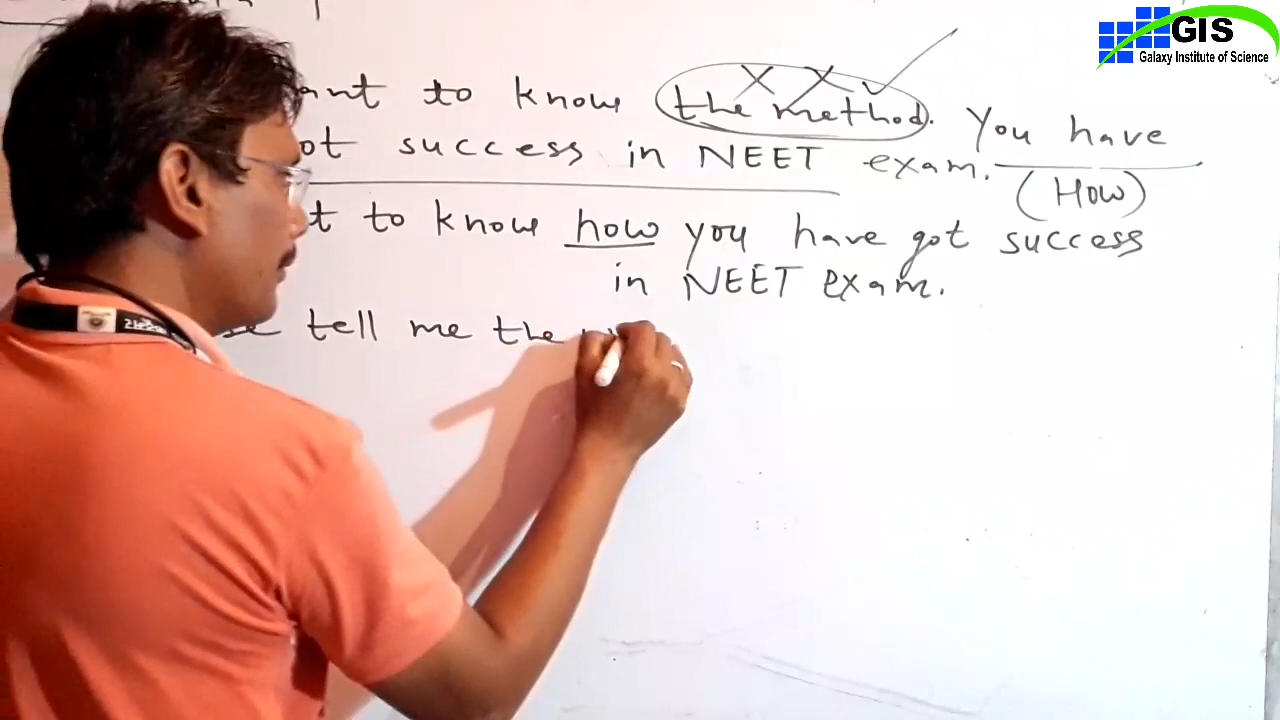 GIS
Galaxy Institute of Science
ant to know the method. You have
ot success in NEET exam. (How)
t to know how you have got success
in NEET exam.
se tell me the